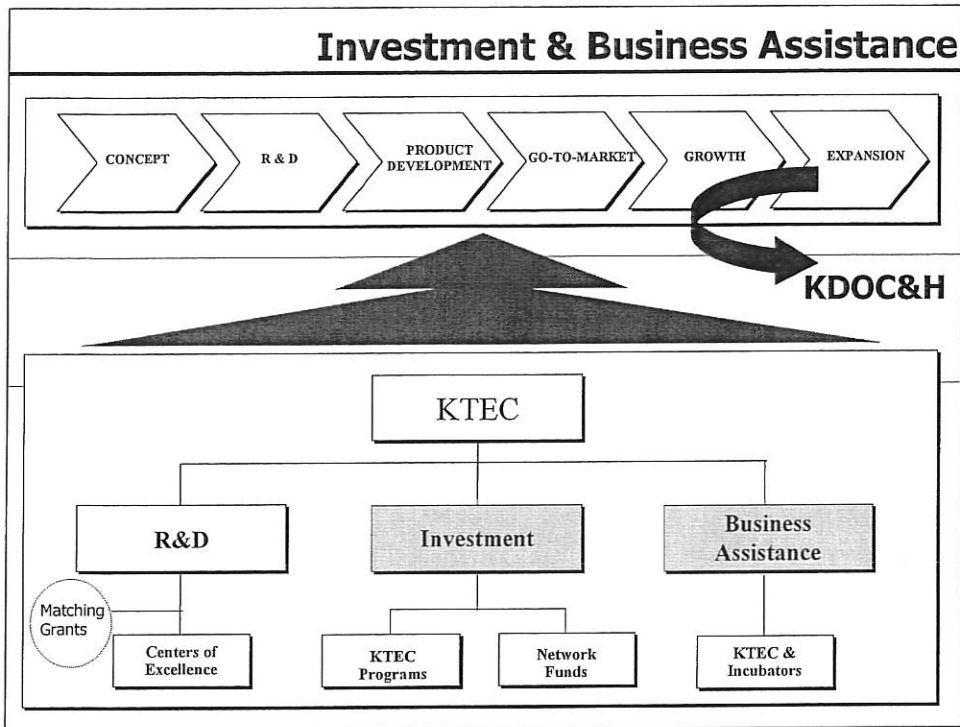 Investment & Business Assistance
CONCEPT
R & D
PRODUCT
DEVELOPMENT
GO-TO-MARKET
GROWTH
EXPANSION
KDOC&H
KTEC
R&D
Investment
Business
Assistance
Matching
Grants
Centers of
Excellence
KTEC
Programs
Network
Funds
KTEC &
Incubators